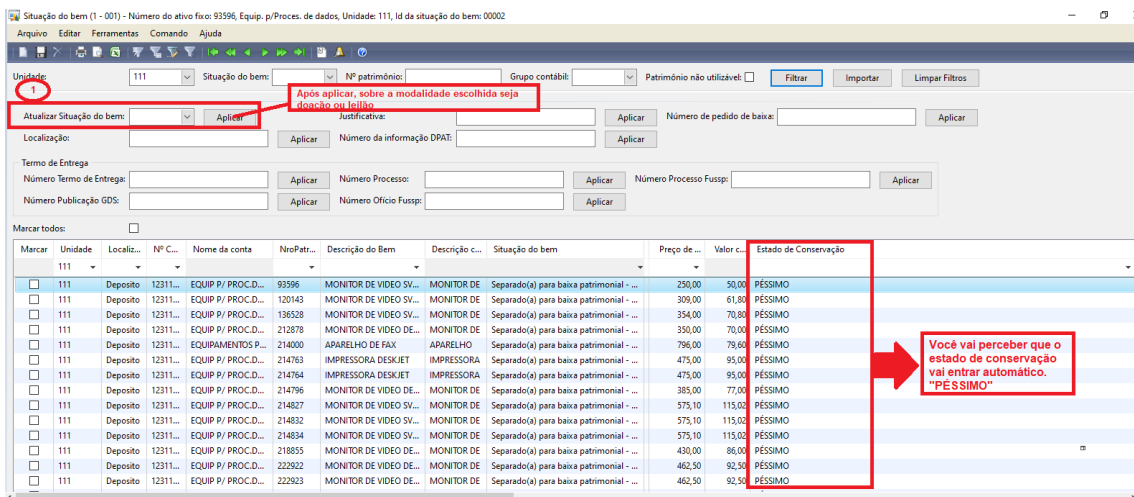 Situação do bem (1 - 001) - Número do ativo fixo: 93596, Equip. p/Proces. de dados, Unidade: 111, Id da situação do bem: 00002
Arquivo Editar Ferramentas Comando Ajuda
Unidade: 111 Situação do bem: Nº patrimônio: Grupo contábil: Patrimônio não utilizável: Filtrar Importar Limpar Filtros
1
Após aplicar, sobre a modalidade escolhida seja
doação ou leilão
Atualizar Situação do bem: Aplicar Justificativa: Aplicar Número de pedido de baixa: Aplicar
Localização: Aplicar Número da informação DPAT: Aplicar
Termo de Entrega
Número Termo de Entrega: Aplicar Número Processo: Aplicar Número Processo Fussp: Aplicar
Número Publicação GDS: Aplicar Número Ofício Fussp: Aplicar
Marcar todos:
Marcar Unidade Localiz... Nº C... Nome da conta NroPatr... Descrição do Bem Descrição c... Situação do bem Preço de ... Valor c... Estado de Conservação
111
111 Deposito 12311... EQUIP P/ PROC.D... 93596 MONITOR DE VIDEO SV... MONITOR DE Separado(a) para baixa patrimonial - ... 250,00 50,00 PÉSSIMO
111 Deposito 12311... EQUIP P/ PROC.D... 120143 MONITOR DE VIDEO SV... MONITOR DE Separado(a) para baixa patrimonial - ... 309,00 61,80 PÉSSIMO
111 Deposito 12311... EQUIP P/ PROC.D... 136528 MONITOR DE VIDEO SV... MONITOR DE Separado(a) para baixa patrimonial - ... 354,00 70,80 PÉSSIMO
111 Deposito 12311... EQUIP P/ PROC.D... 212878 MONITOR DE VIDEO DE... MONITOR DE Separado(a) para baixa patrimonial - ... 350,00 70,00 PÉSSIMO
111 Deposito 12311... EQUIPAMENTOS P... 214000 APARELHO DE FAX APARELHO Separado(a) para baixa patrimonial - ... 796,00 79,60 PÉSSIMO
111 Deposito 12311... EQUIP P/ PROC.D... 214763 IMPRESSORA DESKJET IMPRESSORA Separado(a) para baixa patrimonial - ... 475,00 95,00 PÉSSIMO
111 Deposito 12311... EQUIP P/ PROC.D... 214764 IMPRESSORA DESKJET IMPRESSORA Separado(a) para baixa patrimonial - ... 475,00 95,00 PÉSSIMO
111 Deposito 12311... EQUIP P/ PROC.D... 214796 MONITOR DE VIDEO DE... MONITOR DE Separado(a) para baixa patrimonial - ... 385,00 77,00 PÉSSIMO
111 Deposito 12311... EQUIP P/ PROC.D... 214827 MONITOR DE VIDEO SV... MONITOR DE Separado(a) para baixa patrimonial - ... 575,10 115,02 PÉSSIMO
111 Deposito 12311... EQUIP P/ PROC.D... 214832 MONITOR DE VIDEO SV... MONITOR DE Separado(a) para baixa patrimonial - ... 575,10 115,02 PÉSSIMO
111 Deposito 12311... EQUIP P/ PROC.D... 214834 MONITOR DE VIDEO SV... MONITOR DE Separado(a) para baixa patrimonial - ... 575,10 115,02 PÉSSIMO
111 Deposito 12311... EQUIP P/ PROC.D... 218855 MONITOR DE VIDEO DE... MONITOR DE Separado(a) para baixa patrimonial - ... 430,00 86,00 PÉSSIMO
111 Deposito 12311... EQUIP P/ PROC.D... 222922 MONITOR DE VIDEO DE... MONITOR DE Separado(a) para baixa patrimonial - ... 462,50 92,50 PÉSSIMO
111 Deposito 12311... EQUIP P/ PROC.D... 222923 MONITOR DE VIDEO DE... MONITOR DE Separado(a) para baixa patrimonial - ... 462,50 92,50 PÉSSIMO
Você vai perceber que o
estado de conservação
vai entrar automático.
"PÉSSIMO"